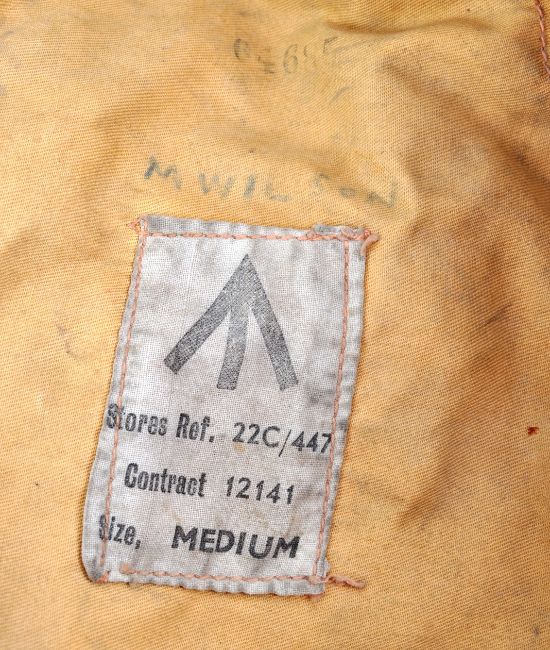 M WILSON
Stores Ref. 22C/447
Contract 12141
Size, MEDIUM